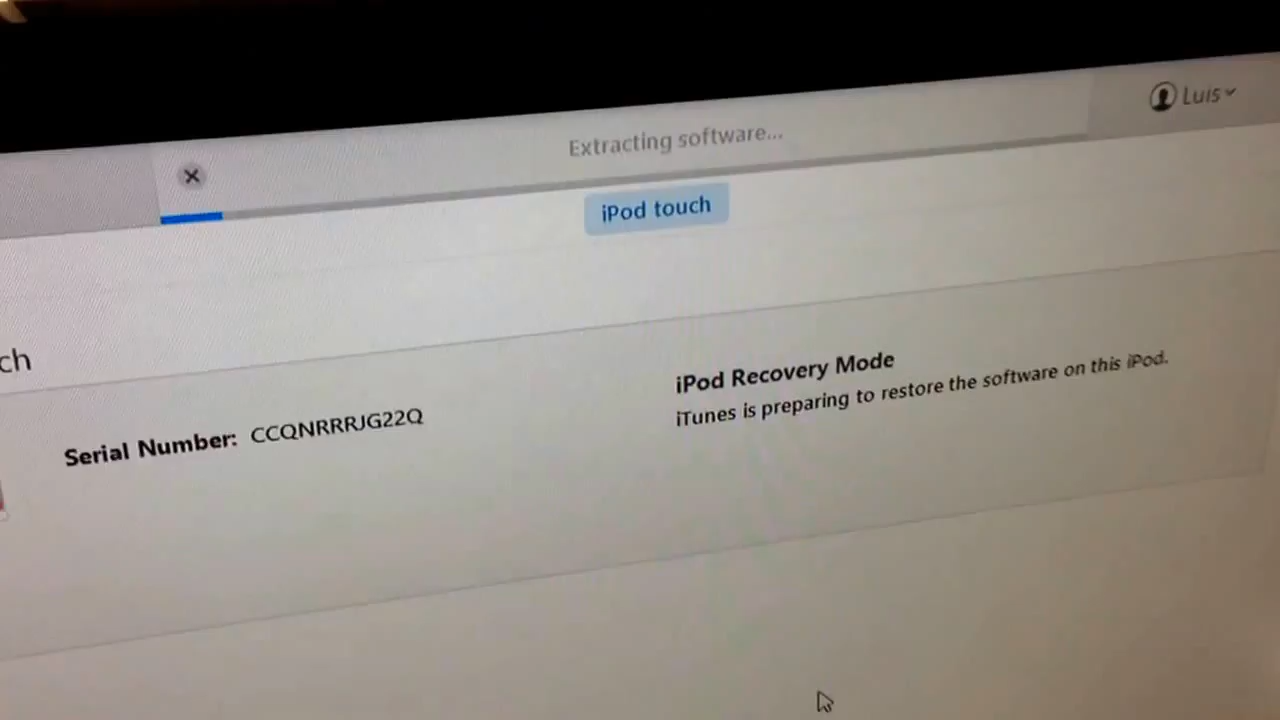 Luis
Extracting software...
iPod touch
ch
iPod Recovery Mode
iTunes is preparing to restore the software on this iPod.
Serial Number: CCQNRRRJG22Q